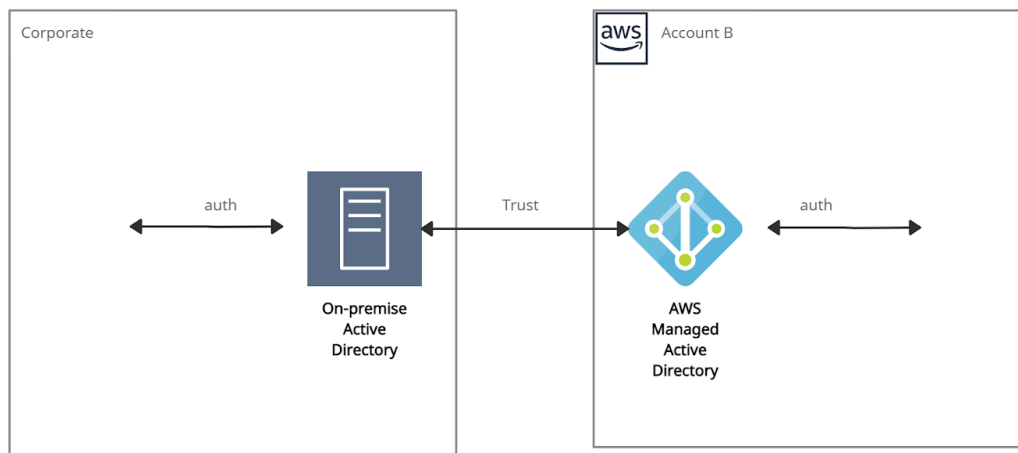 Corporate
aws
Account B
auth
Trust
auth
On-premise
Active
Directory
AWS
Managed
Active
Directory